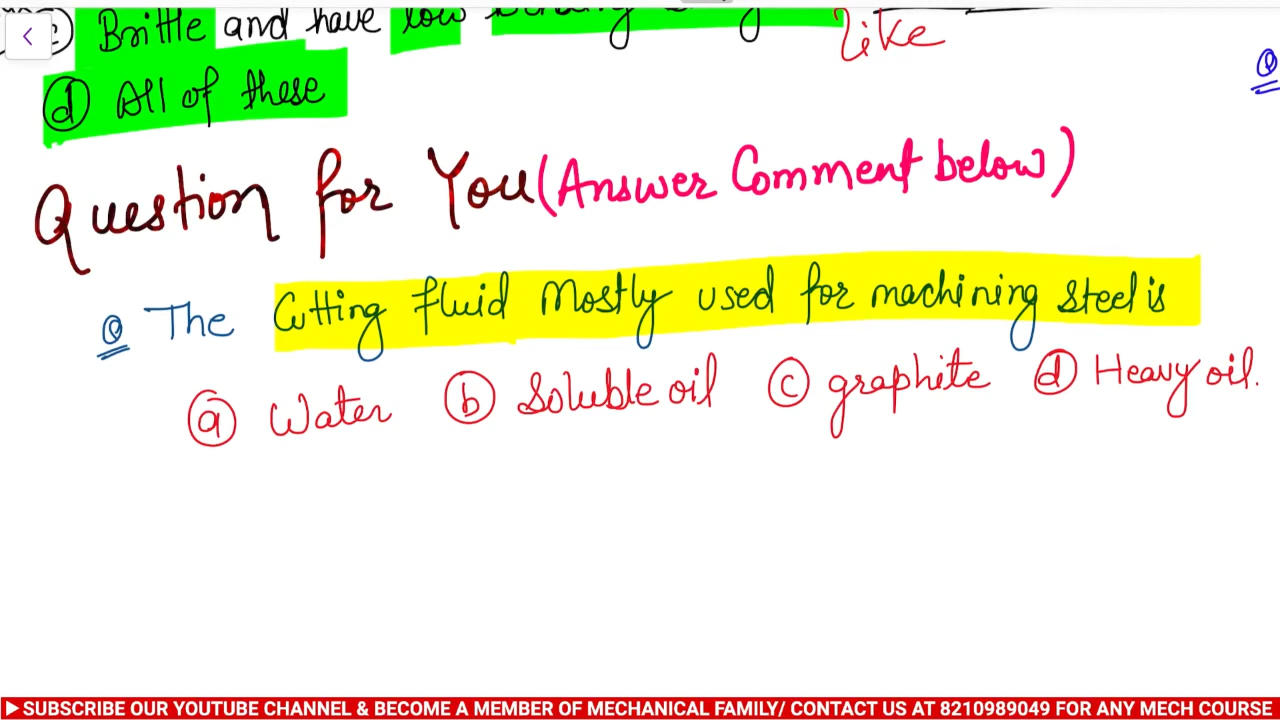 c) Brittle and have low
like
Q
d) All of these
Question for You (Answer Comment below)
Q The Cutting fluid Mostly used for machining steel is
a) Water b) Soluble oil c) graphite d) Heavy oil.
▶ SUBSCRIBE OUR YOUTUBE CHANNEL & BECOME A MEMBER OF MECHANICAL FAMILY/ CONTACT US AT 8210989049 FOR ANY MECH COURSE